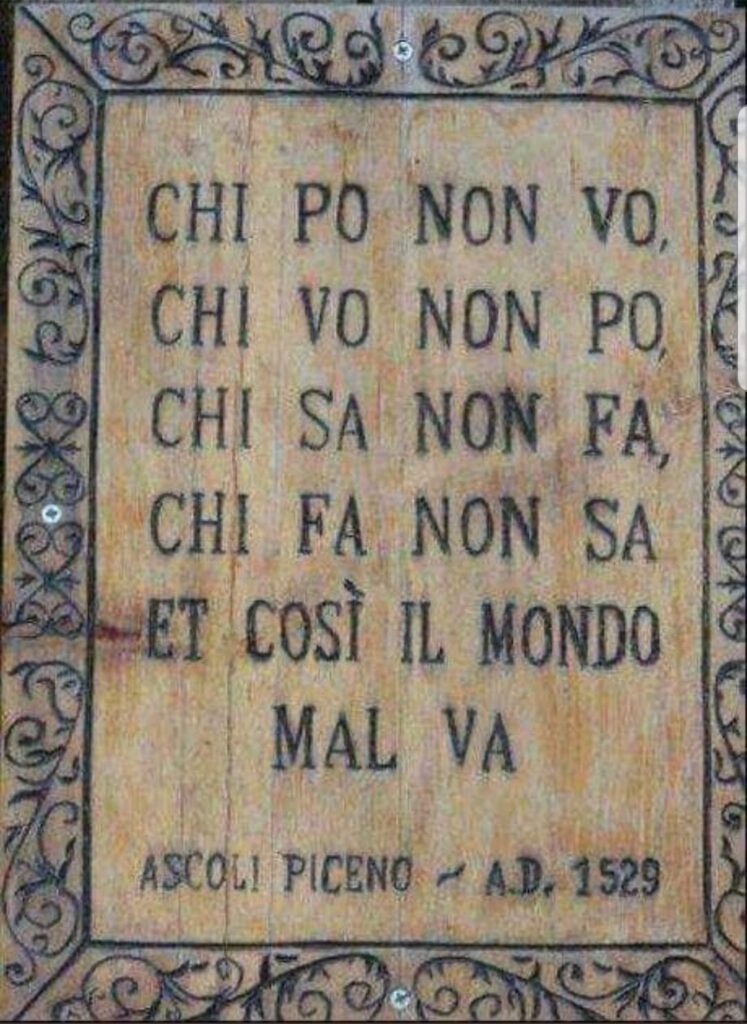 CHI PO NON VO,
CHI VO NON PO,
CHI SA NON FA,
CHI FA NON SA
ET COSÌ IL MONDO
MAL VA
ASCOLI PICENO ~ A.D. 1529